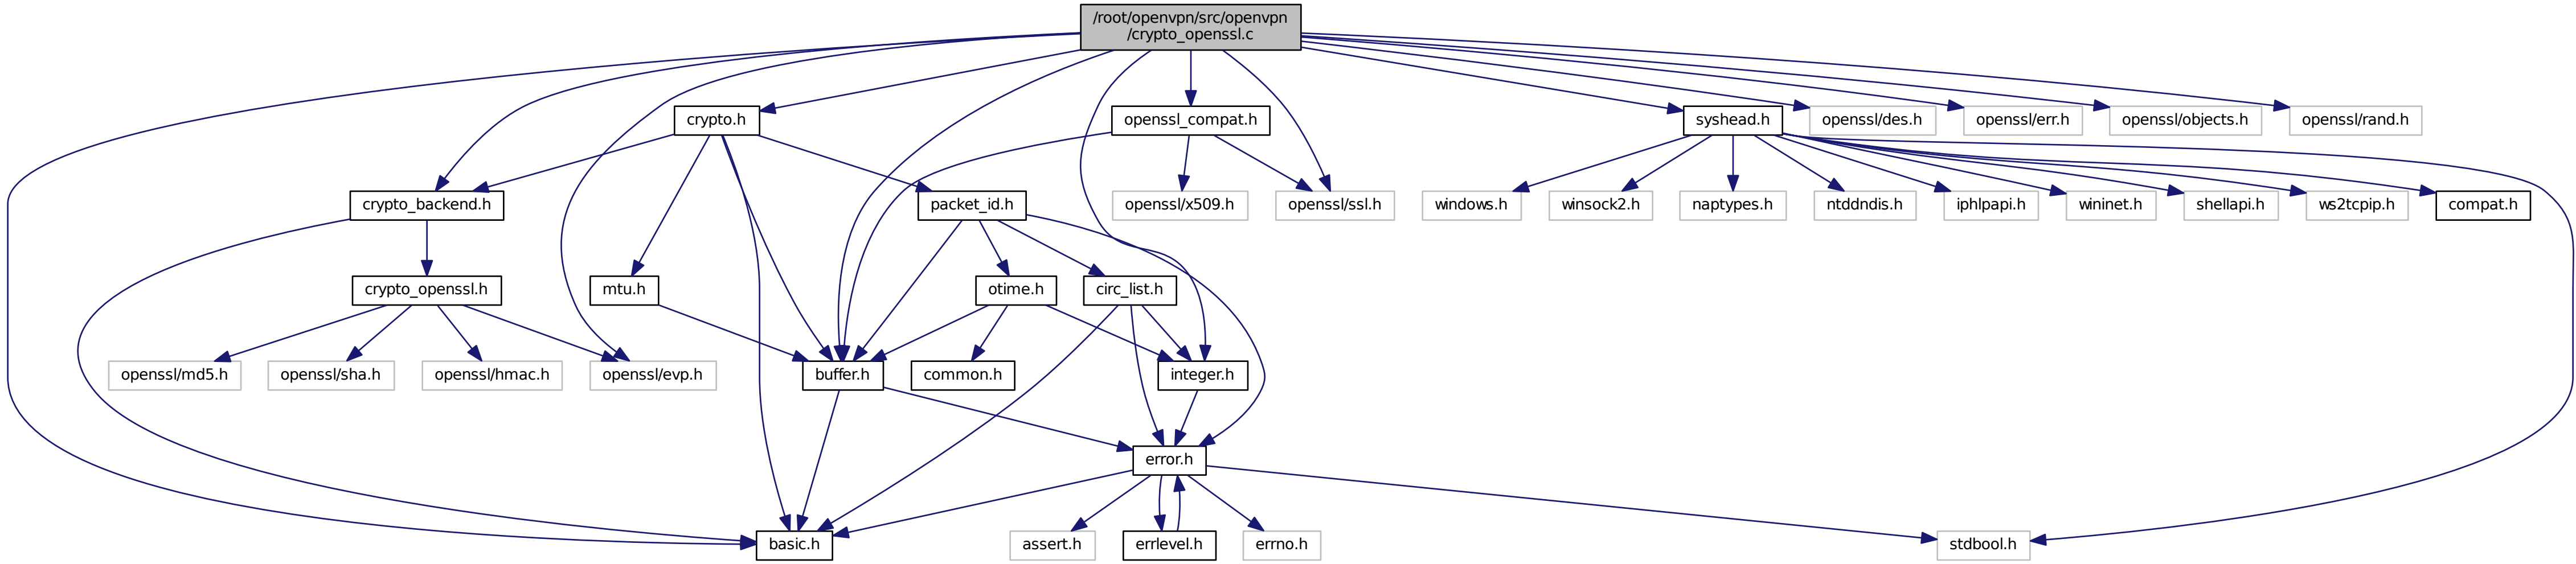 /root/openvpn/src/openvpn
/crypto_openssl.c
crypto.h
openssl_compat.h
syshead.h
openssl/des.h
openssl/err.h
openssl/objects.h
openssl/rand.h
crypto_backend.h
packet_id.h
openssl/x509.h
openssl/ssl.h
windows.h
winsock2.h
naptypes.h
ntddndis.h
iphlpapi.h
wininet.h
shellapi.h
ws2tcpip.h
compat.h
crypto_openssl.h
mtu.h
otime.h
circ_list.h
openssl/md5.h
openssl/sha.h
openssl/hmac.h
openssl/evp.h
buffer.h
common.h
integer.h
error.h
basic.h
assert.h
errlevel.h
errno.h
stdbool.h